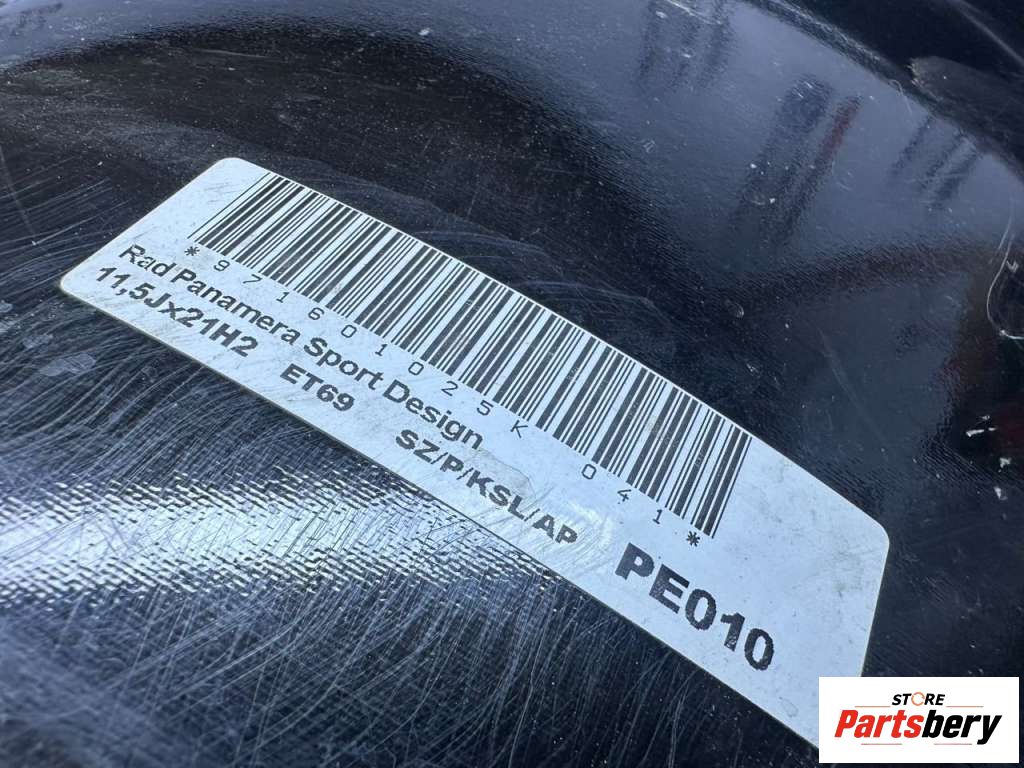 *971601025K 041*
Rad Panamera Sport Design
11,5Jx21H2 ET69 SZ/P/KSL/AP PE010
STORE
Partsbery